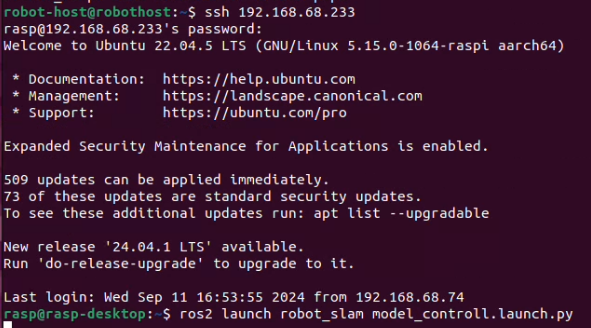 robot-host@robothost:~$ ssh 192.168.68.233
rasp@192.168.68.233's password:
Welcome to Ubuntu 22.04.5 LTS (GNU/Linux 5.15.0-1064-raspi aarch64)
* Documentation: https://help.ubuntu.com
* Management: https://landscape.canonical.com
* Support: https://ubuntu.com/pro
Expanded Security Maintenance for Applications is enabled.
509 updates can be applied immediately.
73 of these updates are standard security updates.
To see these additional updates run: apt list --upgradable
New release '24.04.1 LTS' available.
Run 'do-release-upgrade' to upgrade to it.
Last login: Wed Sep 11 16:53:55 2024 from 192.168.68.74
rasp@rasp-desktop:~$ ros2 launch robot_slam model_controll.launch.py